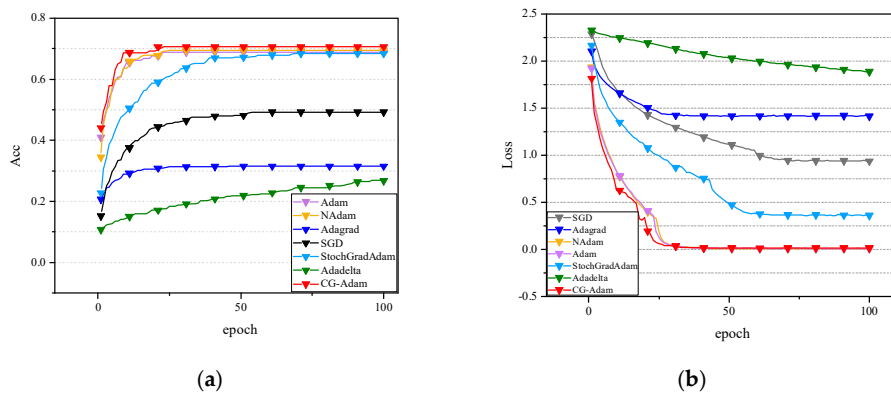 0.8
0.6
0.4
0.2
0.0
Acc
0
50
100
epoch
Adam
NAdam
Adagrad
SGD
StochGradAdam
Adadelta
CG-Adam
(a)
2.5
2.0
1.5
1.0
0.5
0.0
-0.5
Loss
0
50
100
epoch
SGD
Adagrad
NAdam
Adam
StochGradAdam
Adadelta
CG-Adam
(b)